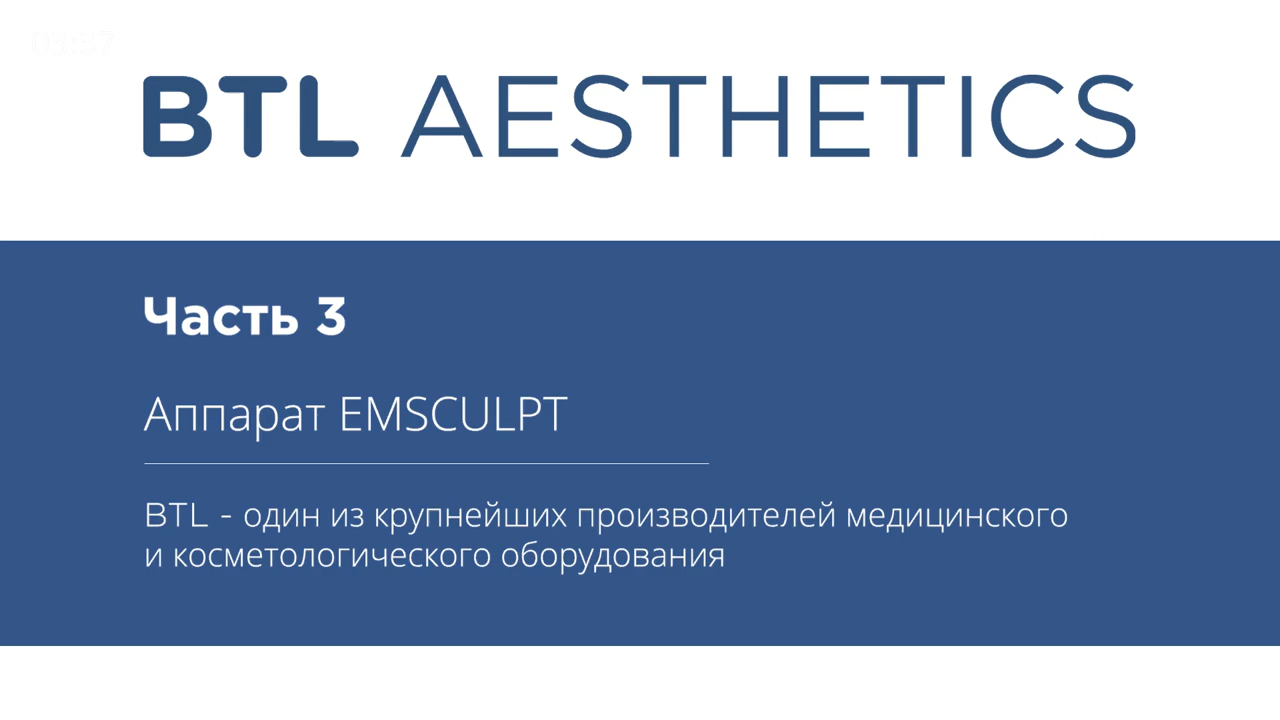 BTL AESTHETICS
Часть 3
Аппарат EMSCULPT
BTL - один из крупнейших производителей медицинского
и косметологического оборудования